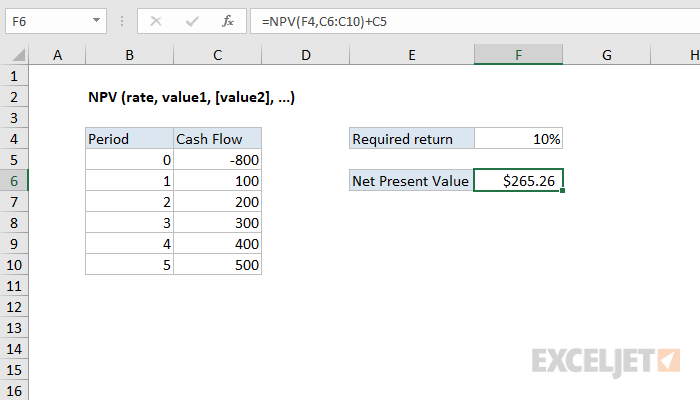 F6 fx =NPV(F4,C6:C10)+C5
A B C D E F G H
1
2 NPV (rate, value1, [value2], ...)
3
4 Period Cash Flow Required return 10%
5 0 -800
6 1 100 Net Present Value $265.26
7 2 200
8 3 300
9 4 400
10 5 500
11
12
13
14
15
16
EXCELJET